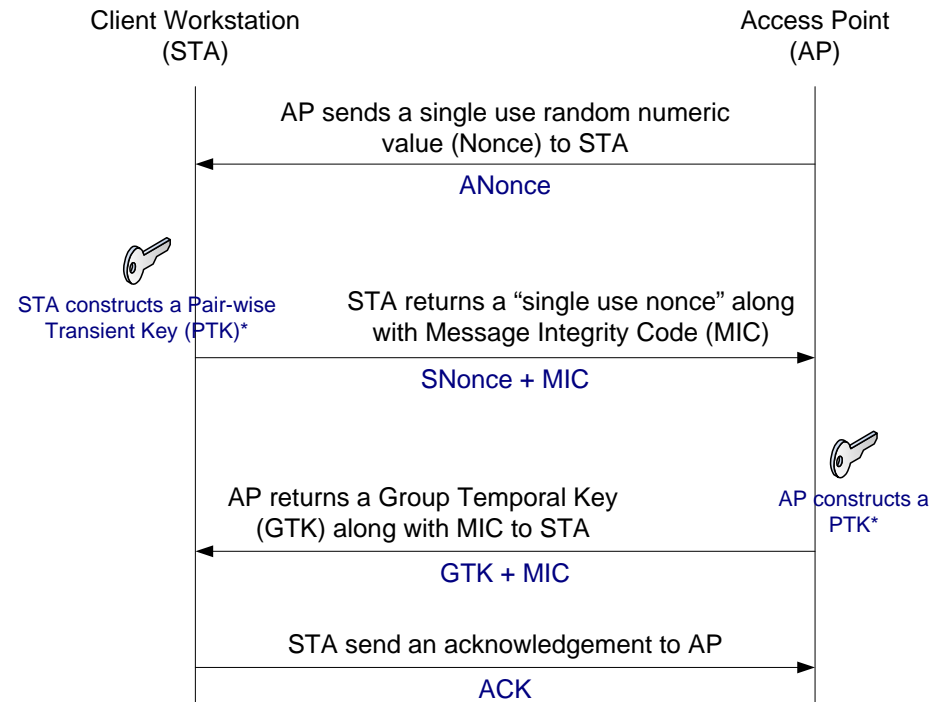 Client Workstation
(STA)
Access Point
(AP)
AP sends a single use random numeric
value (Nonce) to STA
ANonce
STA constructs a Pair-wise
Transient Key (PTK)*
STA returns a “single use nonce” along
with Message Integrity Code (MIC)
SNonce + MIC
AP constructs a
PTK*
AP returns a Group Temporal Key
(GTK) along with MIC to STA
GTK + MIC
STA send an acknowledgement to AP
ACK